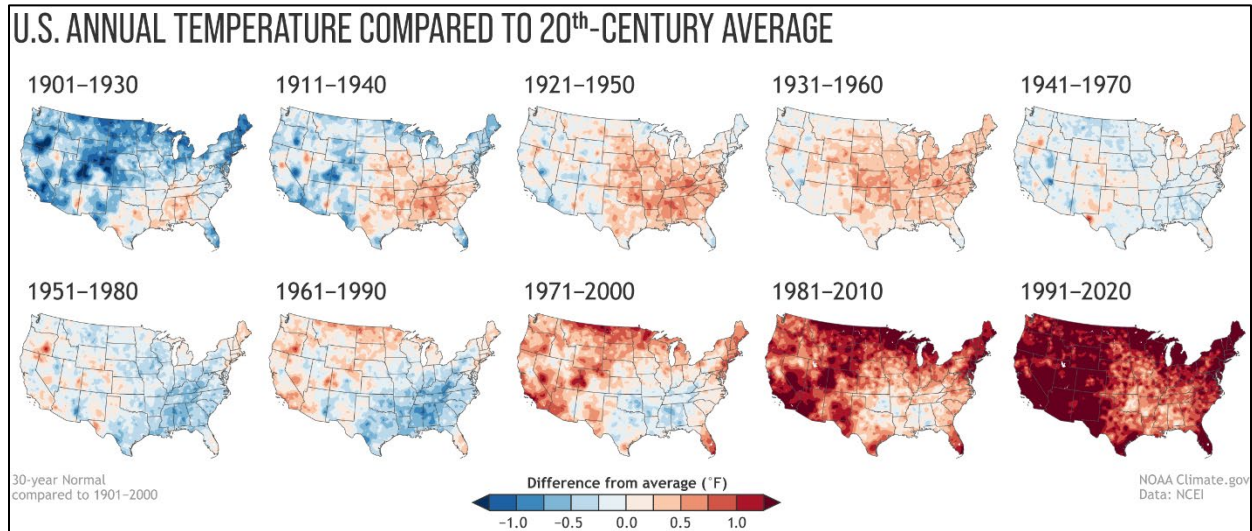 U.S. ANNUAL TEMPERATURE COMPARED TO 20th-CENTURY AVERAGE
1901–1930
1911–1940
1921–1950
1931–1960
1941–1970
1951–1980
1961–1990
1971–2000
1981–2010
1991–2020
30-year Normal
compared to 1901–2000
Difference from average (°F)
−1.0 −0.5 0.0 0.5 1.0
NOAA Climate.gov
Data: NCEI